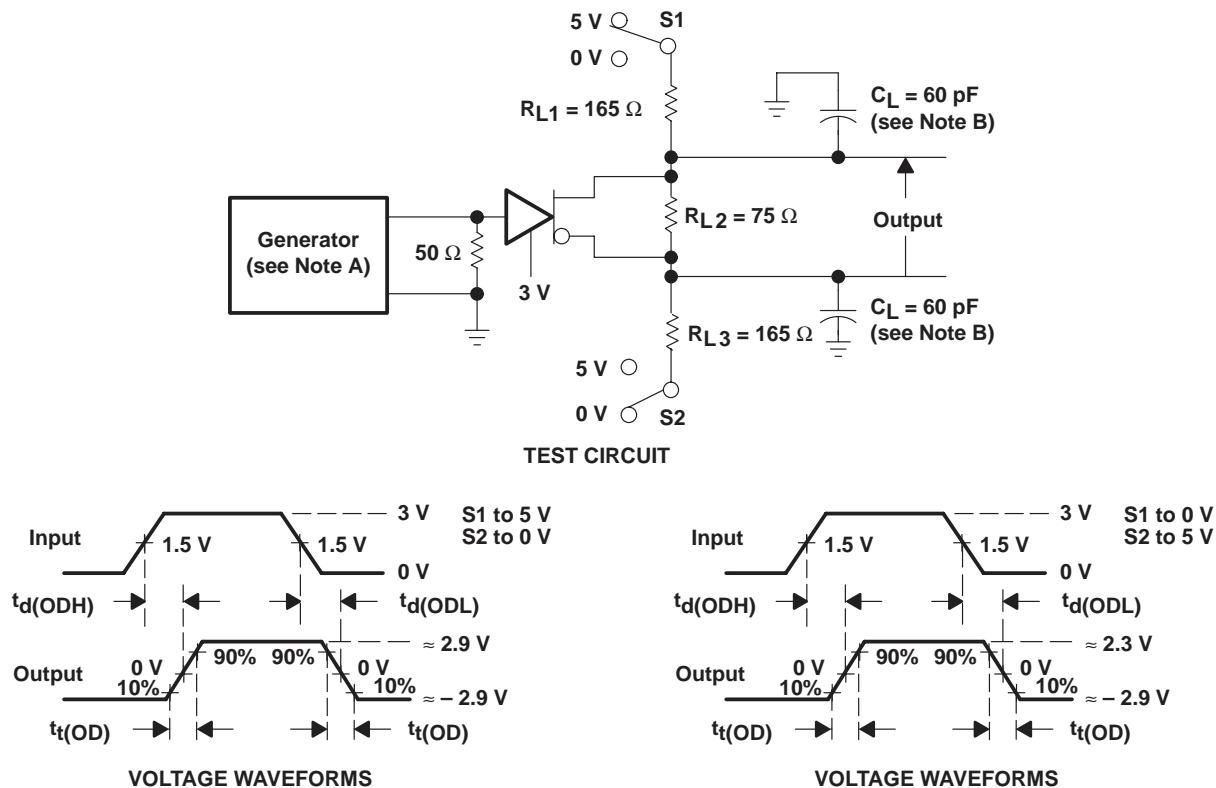 5 V
S1
0 V
RL1 = 165 Ω
CL = 60 pF
(see Note B)
Generator
(see Note A)
50 Ω
3 V
RL2 = 75 Ω
Output
CL = 60 pF
(see Note B)
RL3 = 165 Ω
5 V
0 V
S2
TEST CIRCUIT
Input
1.5 V
1.5 V
3 V
0 V
S1 to 5 V
S2 to 0 V
td(ODH)
td(ODL)
Output
0 V
10%
90%
90%
0 V
10%
≈ 2.9 V
≈ – 2.9 V
tt(OD)
tt(OD)
VOLTAGE WAVEFORMS
Input
1.5 V
1.5 V
3 V
0 V
S1 to 0 V
S2 to 5 V
td(ODH)
td(ODL)
Output
0 V
10%
90%
90%
0 V
10%
≈ 2.3 V
≈ – 2.9 V
tt(OD)
tt(OD)
VOLTAGE WAVEFORMS